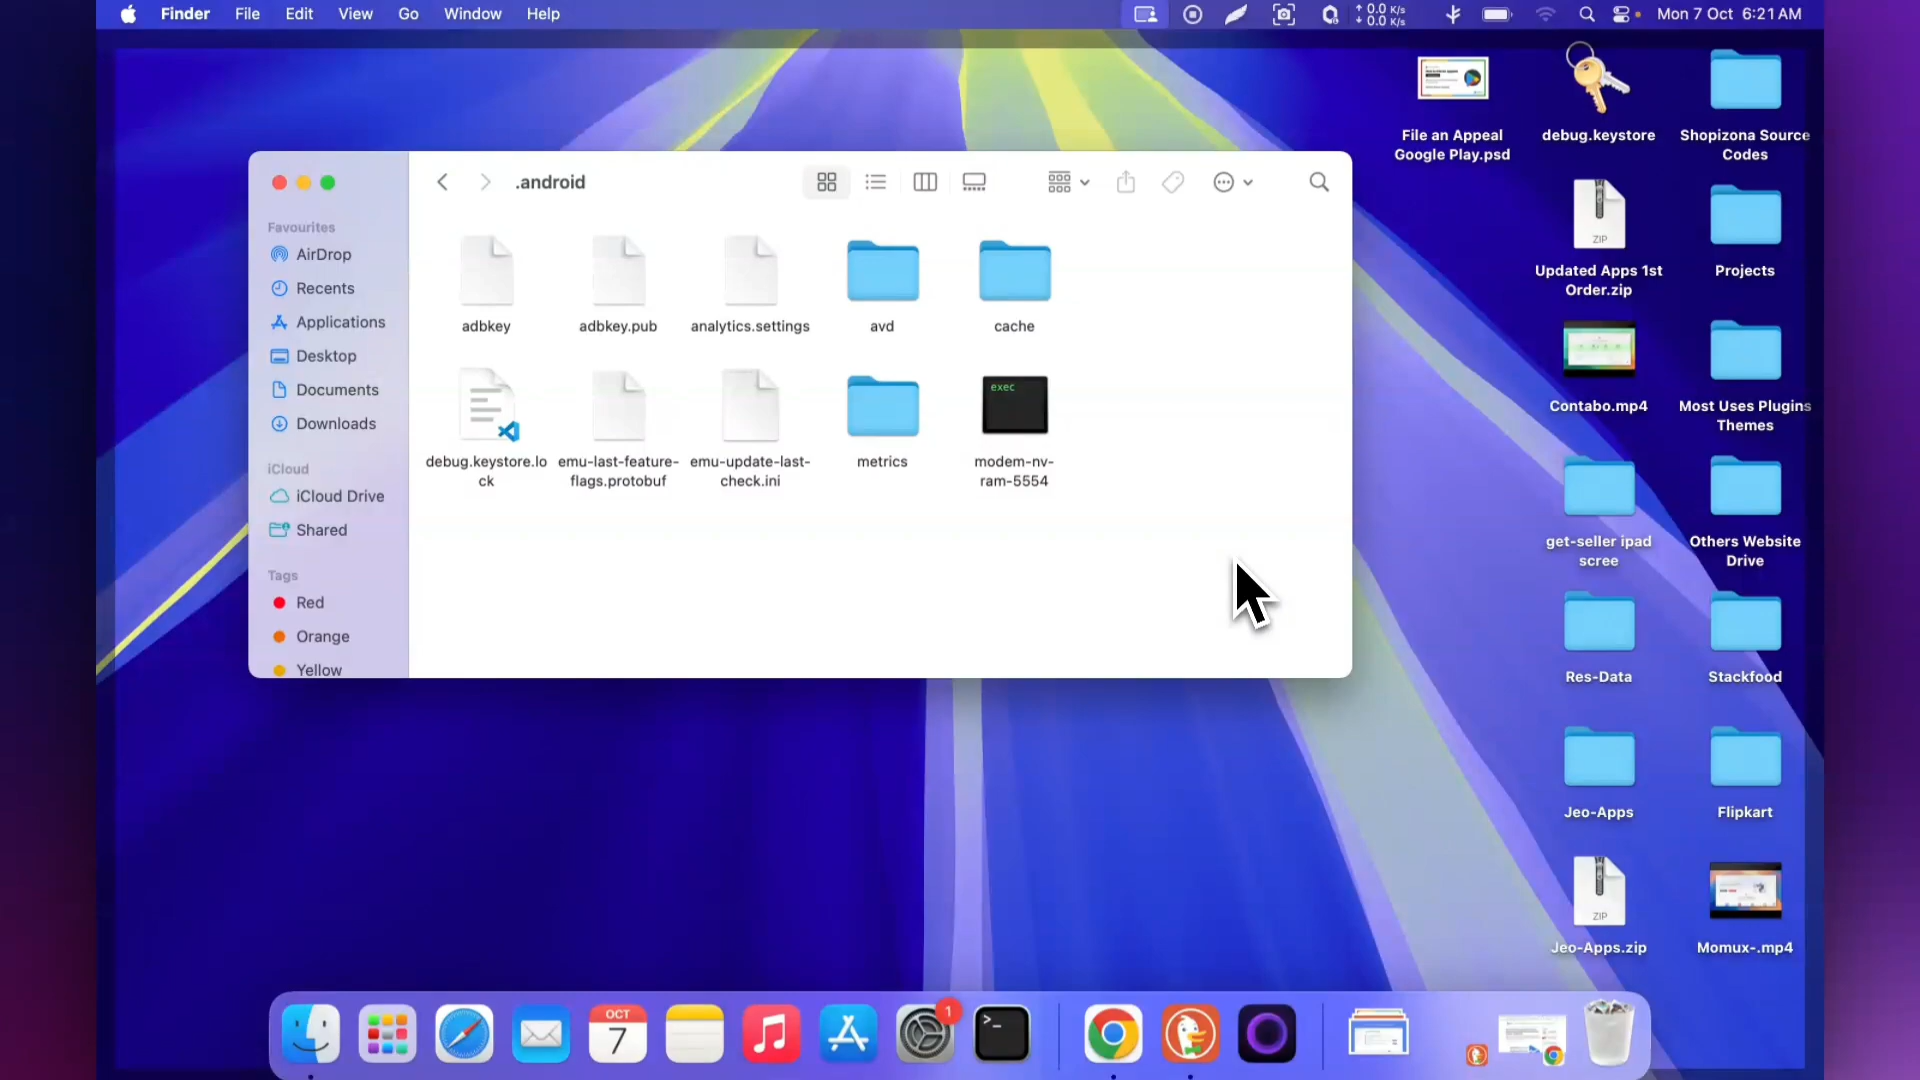 Finder File Edit View Go Window Help
↑ 0.0 K/s
↓ 0.0 K/s
Mon 7 Oct 6:21 AM
.android
Favourites
AirDrop
Recents
Applications
Desktop
Documents
Downloads
iCloud
iCloud Drive
Shared
Tags
Red
Orange
Yellow
adbkey
adbkey.pub
analytics.settings
avd
cache
exec
debug.keystore.lo
ck
emu-last-feature-
flags.protobuf
emu-update-last-
check.ini
metrics
modem-nv-
ram-5554
File an Appeal
Google Play.psd
debug.keystore
Shopizona Source
Codes
ZIP
Updated Apps 1st
Order.zip
Projects
Contabo.mp4
Most Uses Plugins
Themes
get-seller ipad
scree
Others Website
Drive
Res-Data
Stackfood
Jeo-Apps
Flipkart
ZIP
Jeo-Apps.zip
Momux-.mp4
OCT
7
1
>_